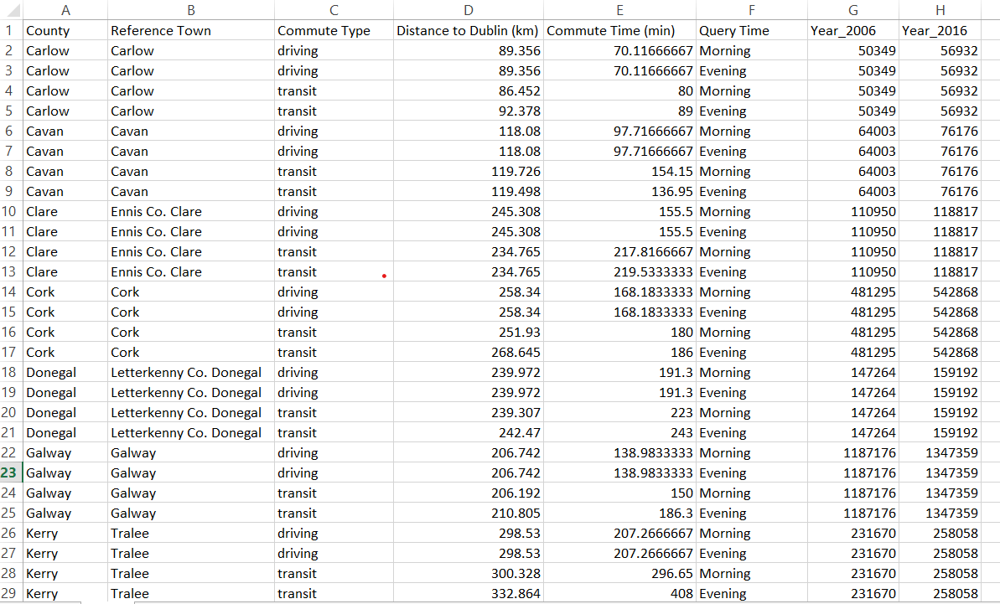 A B C D E F G H
1 County Reference Town Commute Type Distance to Dublin (km) Commute Time (min) Query Time Year_2006 Year_2016
2 Carlow Carlow driving 89.356 70.11666667 Morning 50349 56932
3 Carlow Carlow driving 89.356 70.11666667 Evening 50349 56932
4 Carlow Carlow transit 86.452 80 Morning 50349 56932
5 Carlow Carlow transit 92.378 89 Evening 50349 56932
6 Cavan Cavan driving 118.08 97.71666667 Morning 64003 76176
7 Cavan Cavan driving 118.08 97.71666667 Evening 64003 76176
8 Cavan Cavan transit 119.726 154.15 Morning 64003 76176
9 Cavan Cavan transit 119.498 136.95 Evening 64003 76176
10 Clare Ennis Co. Clare driving 245.308 155.5 Morning 110950 118817
11 Clare Ennis Co. Clare driving 245.308 155.5 Evening 110950 118817
12 Clare Ennis Co. Clare transit 234.765 217.8166667 Morning 110950 118817
13 Clare Ennis Co. Clare transit 234.765 219.5333333 Evening 110950 118817
14 Cork Cork driving 258.34 168.1833333 Morning 481295 542868
15 Cork Cork driving 258.34 168.1833333 Evening 481295 542868
16 Cork Cork transit 251.93 180 Morning 481295 542868
17 Cork Cork transit 268.645 186 Evening 481295 542868
18 Donegal Letterkenny Co. Donegal driving 239.972 191.3 Morning 147264 159192
19 Donegal Letterkenny Co. Donegal driving 239.972 191.3 Evening 147264 159192
20 Donegal Letterkenny Co. Donegal transit 239.307 223 Morning 147264 159192
21 Donegal Letterkenny Co. Donegal transit 242.47 243 Evening 147264 159192
22 Galway Galway driving 206.742 138.9833333 Morning 1187176 1347359
23 Galway Galway driving 206.742 138.9833333 Evening 1187176 1347359
24 Galway Galway transit 206.192 150 Morning 1187176 1347359
25 Galway Galway transit 210.805 186.3 Evening 1187176 1347359
26 Kerry Tralee driving 298.53 207.2666667 Morning 231670 258058
27 Kerry Tralee driving 298.53 207.2666667 Evening 231670 258058
28 Kerry Tralee transit 300.328 296.65 Morning 231670 258058
29 Kerry Tralee transit 332.864 408 Evening 231670 258058